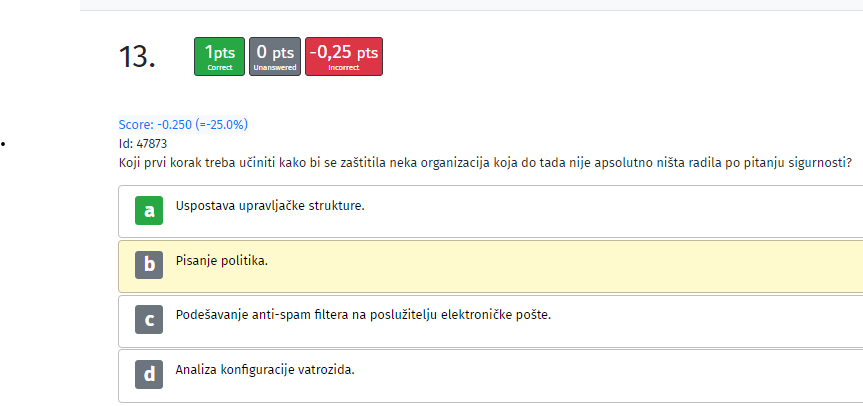 13.
1pts
Correct
0 pts
Unanswered
-0,25 pts
Incorrect
Score: -0.250 (=-25.0%)
Id: 47873
Koji prvi korak treba učiniti kako bi se zaštitila neka organizacija koja do tada nije apsolutno ništa radila po pitanju sigurnosti?
a Uspostava upravljačke strukture.
b Pisanje politika.
c Podešavanje anti-spam filtera na poslužitelju elektroničke pošte.
d Analiza konfiguracije vatrozida.